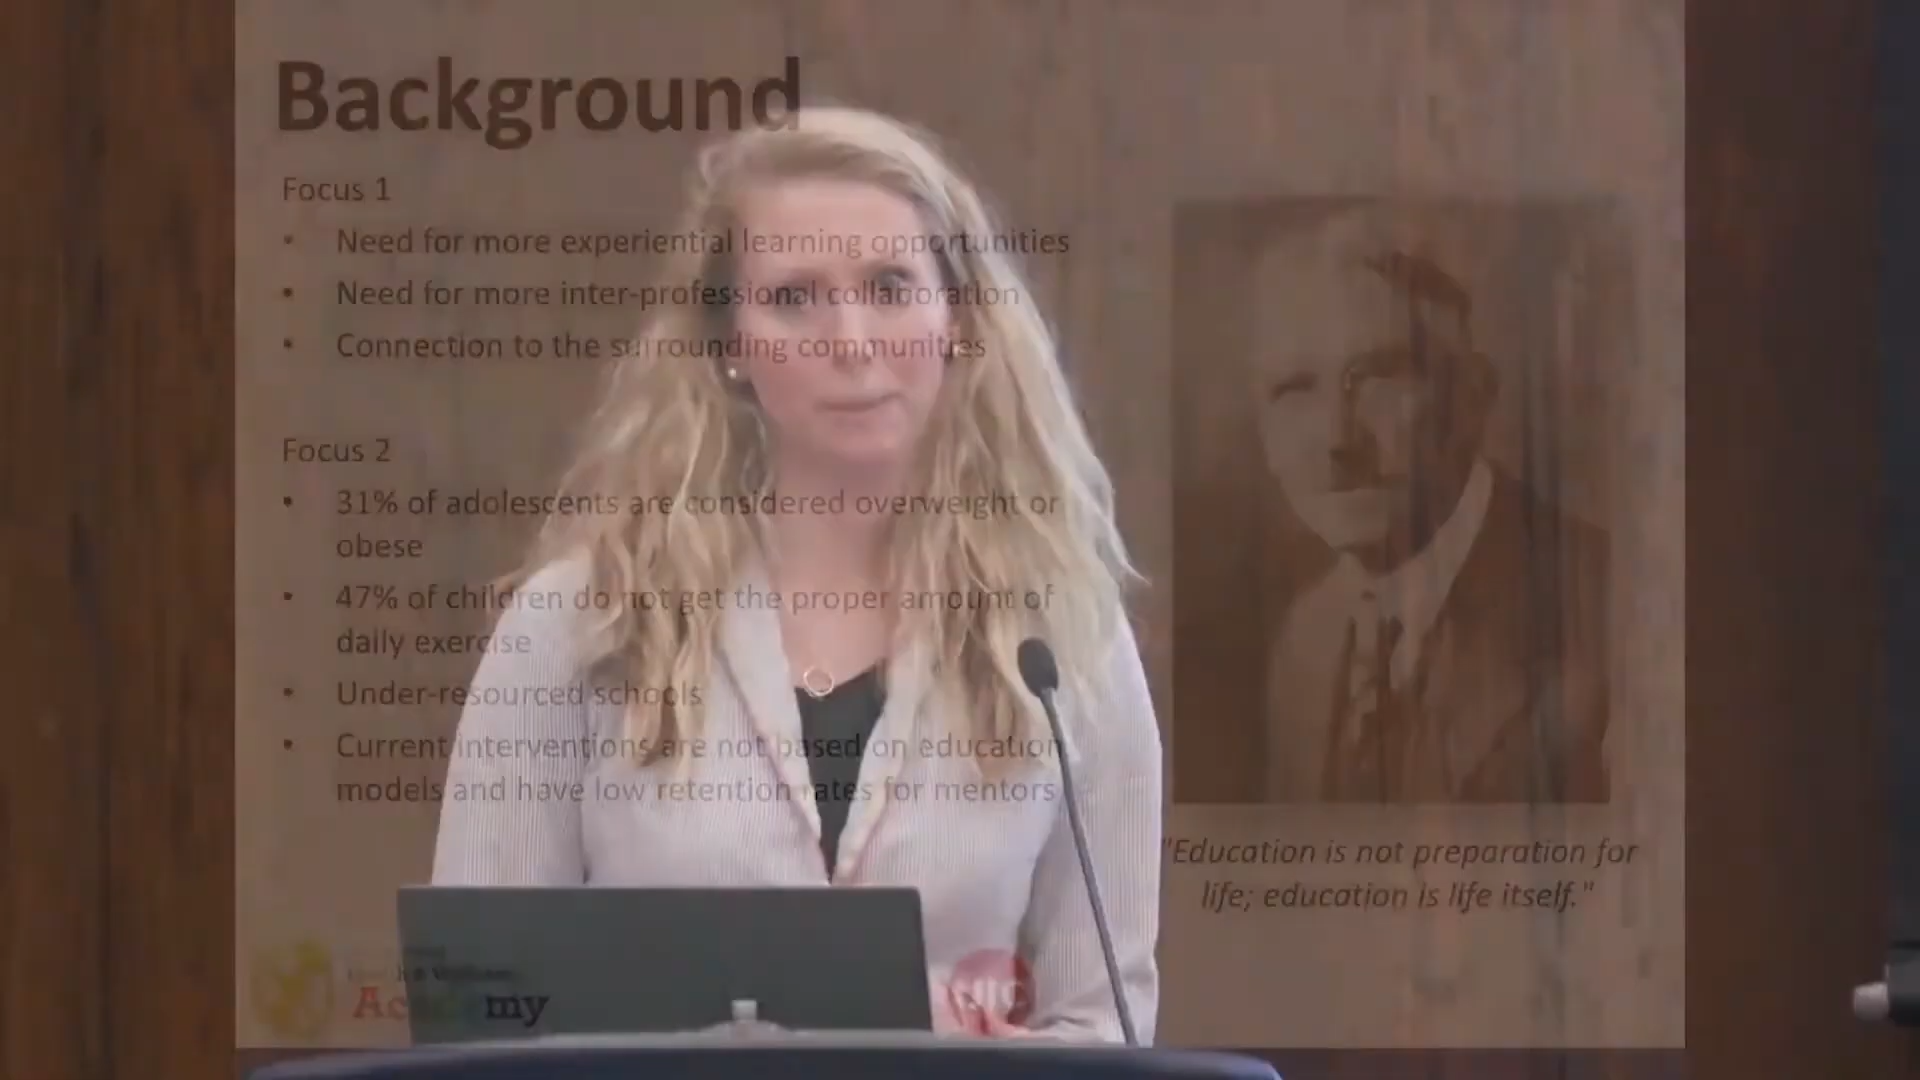 Background
Focus 1
• Need for more experiential learning opportunities
• Need for more inter-professional collaboration
• Connection to the surrounding communities
Focus 2
• 31% of adolescents are considered overweight or
obese
• 47% of children do not get the proper amount of
daily exercise
• Under-resourced schools
• Current interventions are not based on education
models and have low retention rates for mentors
"Education is not preparation for
life; education is life itself."
Academy
UIC